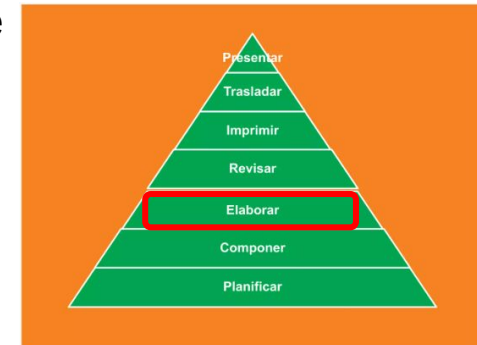 e
Presentar
Trasladar
Imprimir
Revisar
Elaborar
Componer
Planificar